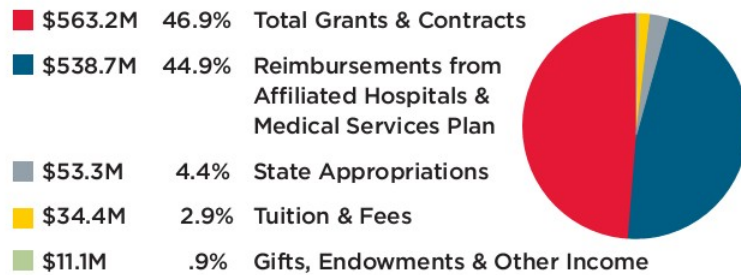 $563.2M 46.9% Total Grants & Contracts
$538.7M 44.9% Reimbursements from
Affiliated Hospitals &
Medical Services Plan
$53.3M 4.4% State Appropriations
$34.4M 2.9% Tuition & Fees
$11.1M .9% Gifts, Endowments & Other Income